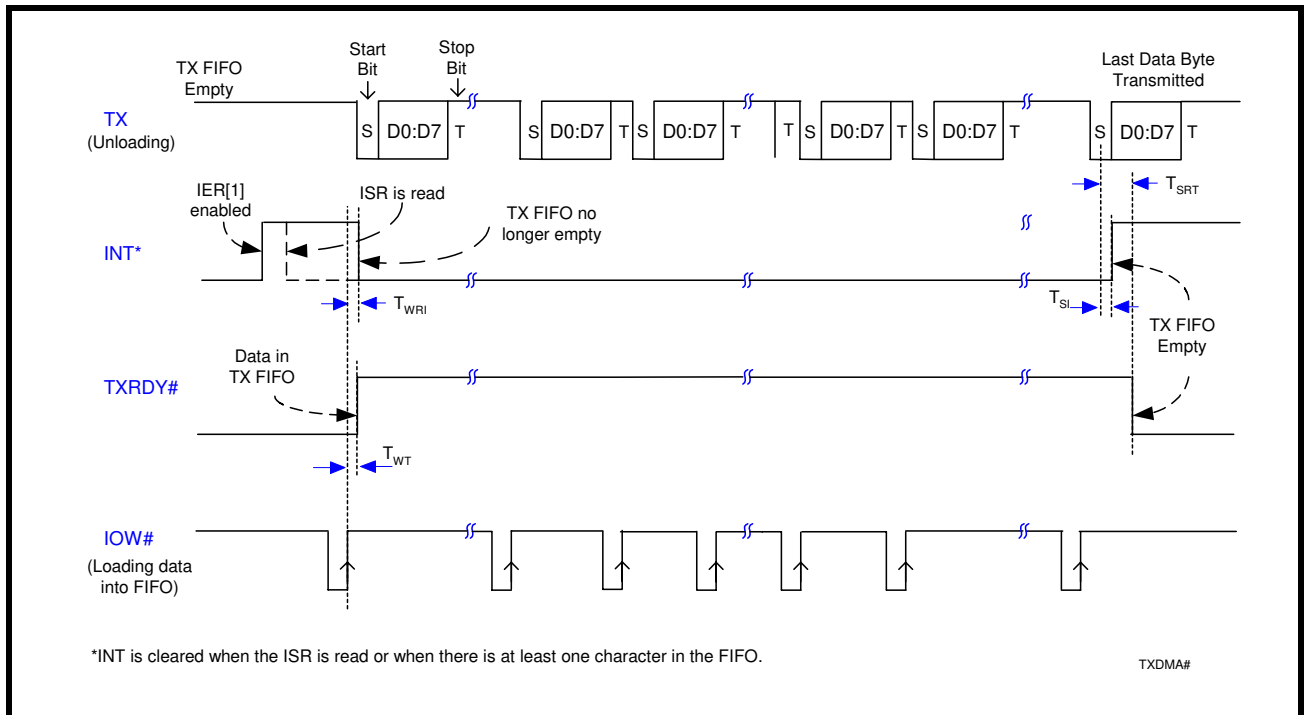 Start
Bit
Stop
Bit
TX FIFO
Empty
Last Data Byte
Transmitted
TX
(Unloading)
S D0:D7 T S D0:D7 T S D0:D7 T T S D0:D7 T S D0:D7 T S D0:D7 T
TSRT
IER[1]
enabled
ISR is read
TX FIFO no
longer empty
INT*
TWRI
TSI
TX FIFO
Empty
Data in
TX FIFO
TXRDY#
TWT
IOW#
(Loading data
into FIFO)
*INT is cleared when the ISR is read or when there is at least one character in the FIFO.
TXDMA#